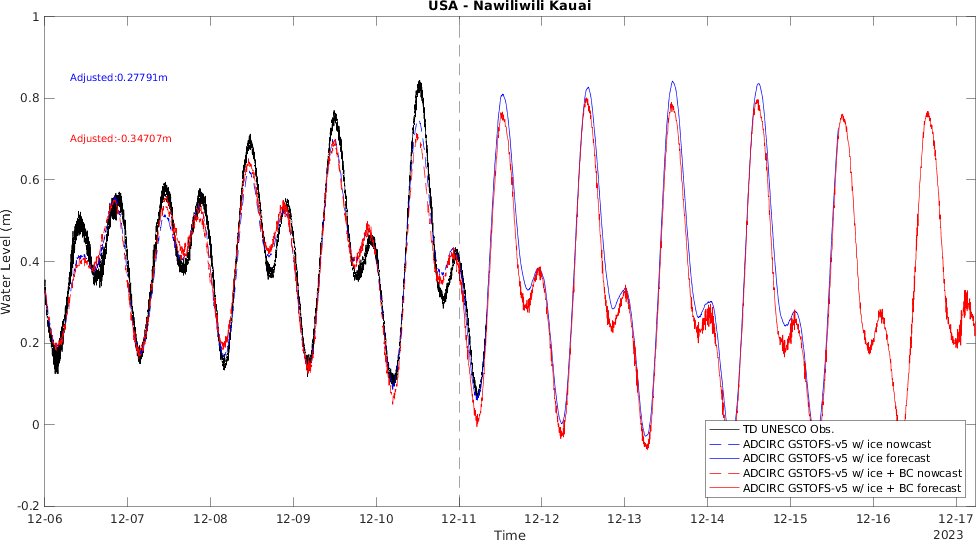 USA - Nawiliwili Kauai
1
0.8
0.6
0.4
0.2
0
-0.2
Water Level (m)
Adjusted:0.27791m
Adjusted:-0.34707m
TD UNESCO Obs.
ADCIRC GSTOFS-v5 w/ ice nowcast
ADCIRC GSTOFS-v5 w/ ice forecast
ADCIRC GSTOFS-v5 w/ ice + BC nowcast
ADCIRC GSTOFS-v5 w/ ice + BC forecast
12-06 12-07 12-08 12-09 12-10 12-11 12-12 12-13 12-14 12-15 12-16 12-17
Time
2023